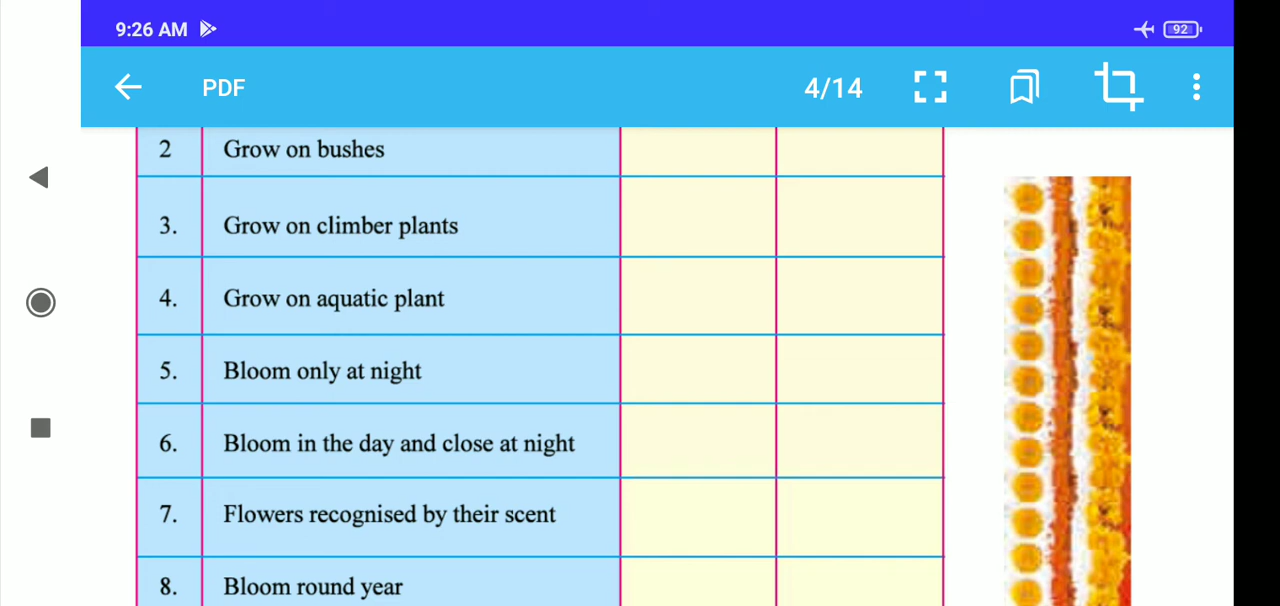 9:26 AM 92
PDF 4/14
2 Grow on bushes
3. Grow on climber plants
4. Grow on aquatic plant
5. Bloom only at night
6. Bloom in the day and close at night
7. Flowers recognised by their scent
8. Bloom round year